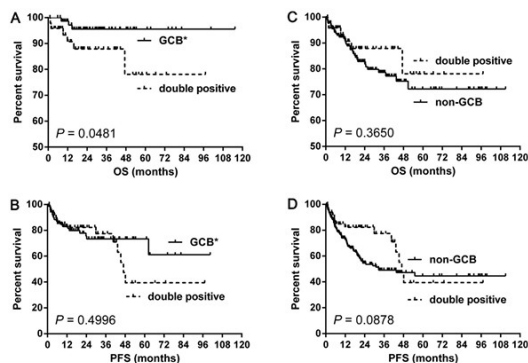 A
Percent survival
100
90
80
70
60
50
GCB*
double positive
P = 0.0481
0 12 24 36 48 60 72 84 96 108 120
OS (months)
C
Percent survival
100
90
80
70
60
50
double positive
non-GCB
P = 0.3650
0 12 24 36 48 60 72 84 96 108 120
OS (months)
B
Percent survival
100
80
60
40
20
0
GCB*
double positive
P = 0.4996
0 12 24 36 48 60 72 84 96 108 120
PFS (months)
D
Percent survival
100
80
60
40
20
0
non-GCB
double positive
P = 0.0878
0 12 24 36 48 60 72 84 96 108 120
PFS (months)